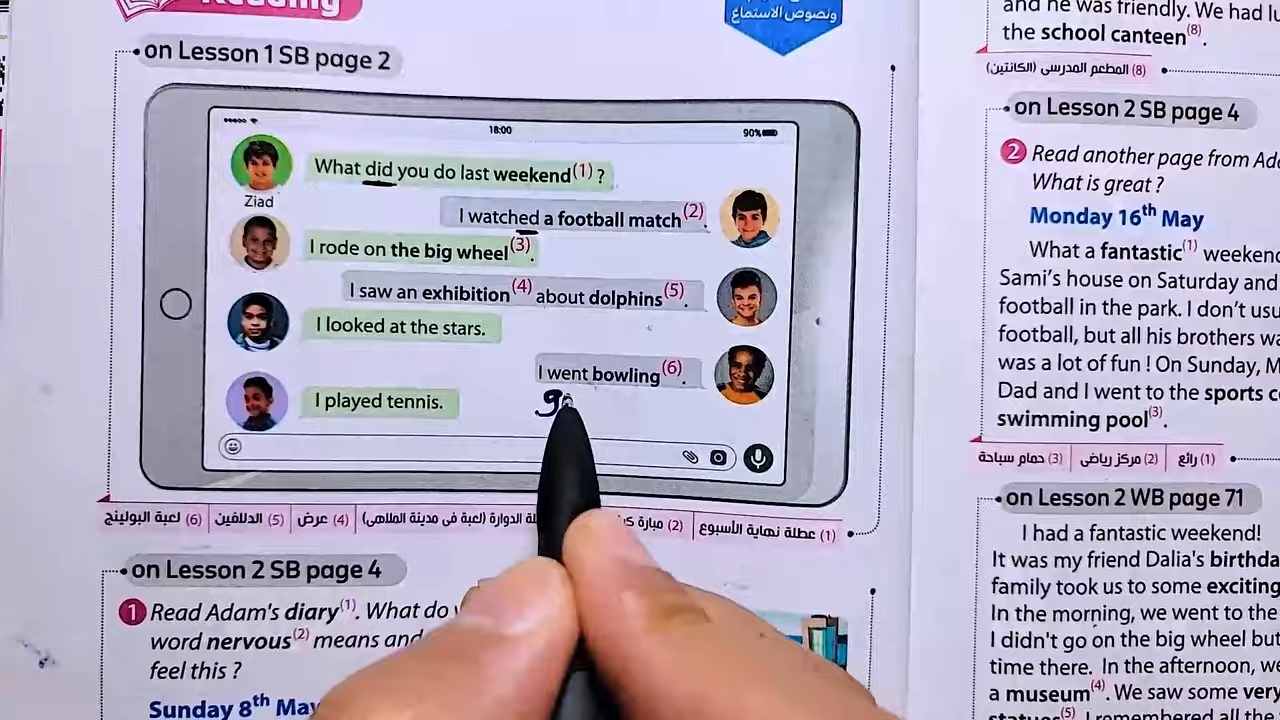 Reading
ونصوص الاستماع
on Lesson 1 SB page 2
18:00
90%
What did you do last weekend(1) ?
Ziad
I watched a football match(2).
I rode on the big wheel(3).
I saw an exhibition(4) about dolphins(5).
I looked at the stars.
I went bowling(6).
I played tennis.
(1) عطلة نهاية الأسبوع
(2) مبارة
الدوارة (لعبة فى مدينة الملاهى)
(4) عرض
(5) الدلافين
(6) لعبة البولينج
on Lesson 2 SB page 4
1 Read Adam's diary(1). What do
word nervous(2) means and
feel this ?
Sunday 8th May
and he was friendly. We had
the school canteen(8).
(8) المطعم المدرسى (الكانتين)
on Lesson 2 SB page 4
2 Read another page from
What is great ?
Monday 16th May
What a fantastic(1)
Sami's house on Saturday and
football in the park. I don't
football, but all his brothers
was a lot of fun ! On Sunday,
Dad and I went to the sports
swimming pool(3).
(1) رائع
(2) مركز رياضى
(3) حمام سباحة
on Lesson 2 WB page 71
I had a fantastic weekend!
It was my friend Dalia's
family took us to some
In the morning, we went to the
I didn't go on the big wheel but
time there. In the afternoon,
a museum(4). We saw some very
statues(5). I remembered all the